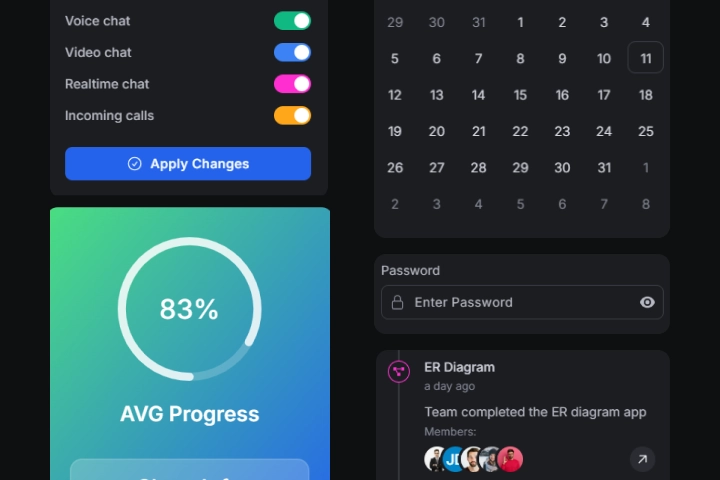 Voice chat
Video chat
Realtime chat
Incoming calls
Apply Changes
83%
AVG Progress
29 30 31 1 2 3 4
5 6 7 8 9 10 11
12 13 14 15 16 17 18
19 20 21 22 23 24 25
26 27 28 29 30 31 1
2 3 4 5 6 7 8
Password
Enter Password
ER Diagram
a day ago
Team completed the ER diagram app
Members: